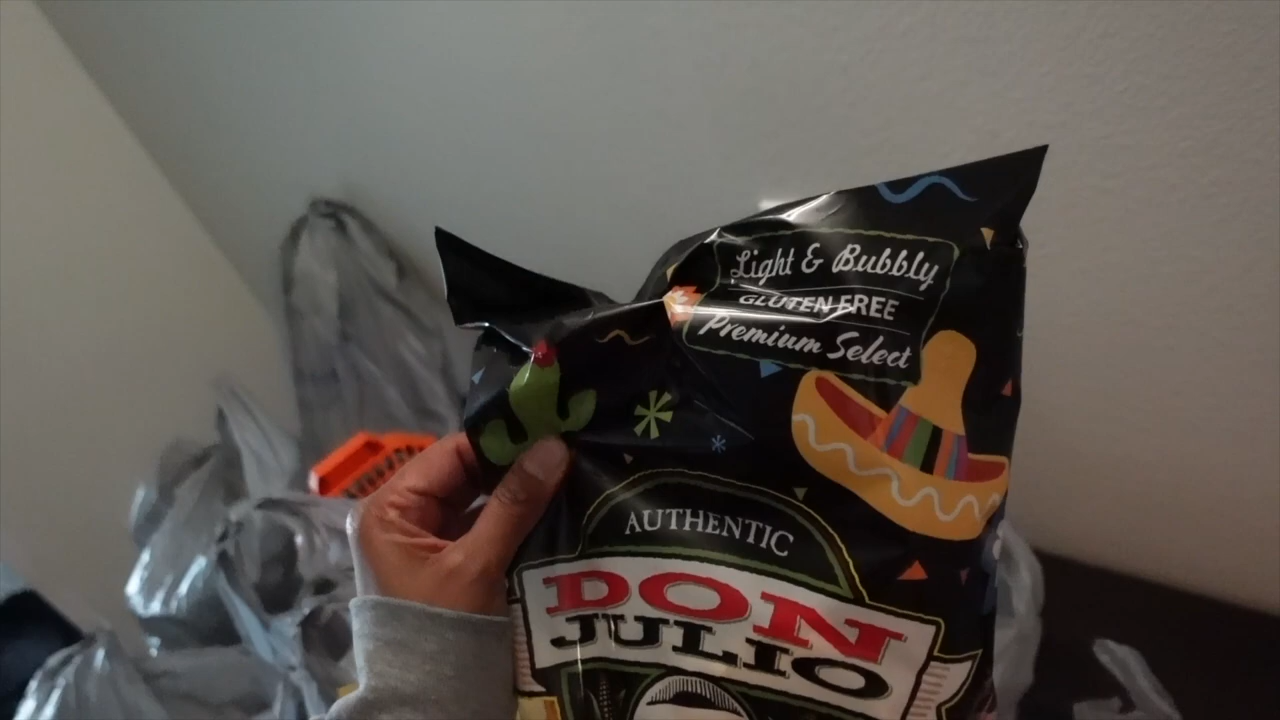 Light & Bubbly
GLUTEN FREE
Premium Select
AUTHENTIC
DON
JULIO